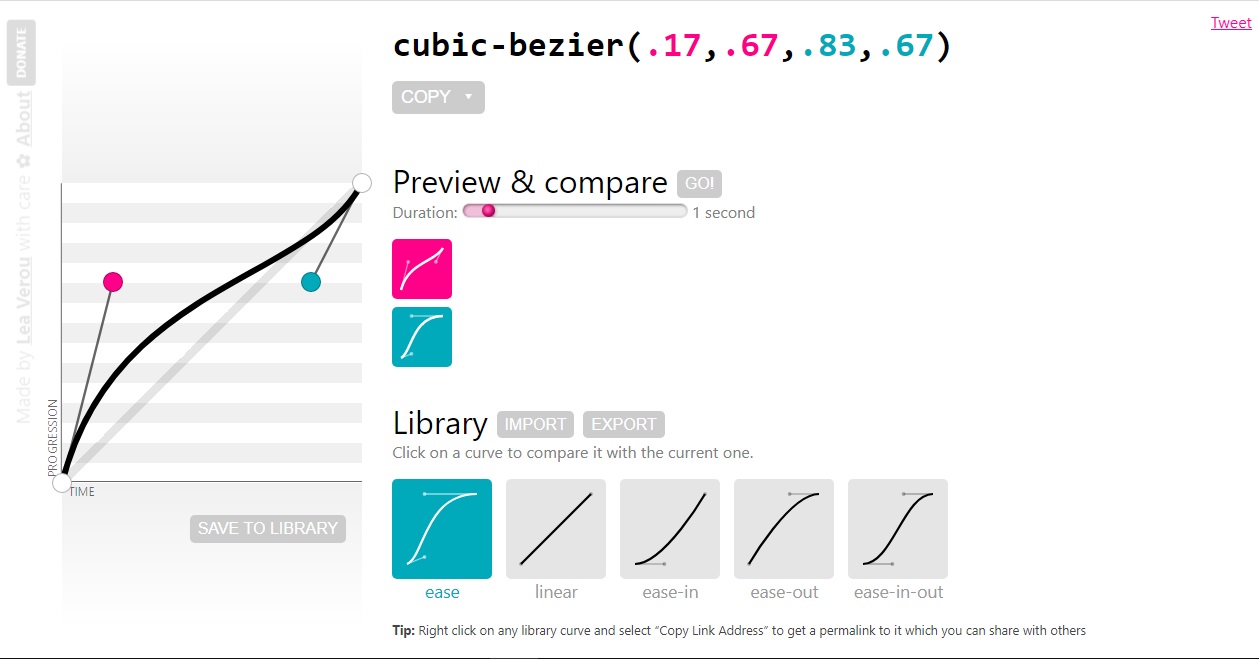 Tweet
cubic-bezier(.17,.67,.83,.67)
COPY
DONATE
Made by Lea Verou with care ✿ About
Preview & compare GO!
Duration: 1 second
PROGRESSION
TIME
SAVE TO LIBRARY
Library IMPORT EXPORT
Click on a curve to compare it with the current one.
ease linear ease-in ease-out ease-in-out
Tip: Right click on any library curve and select “Copy Link Address” to get a permalink to it which you can share with others